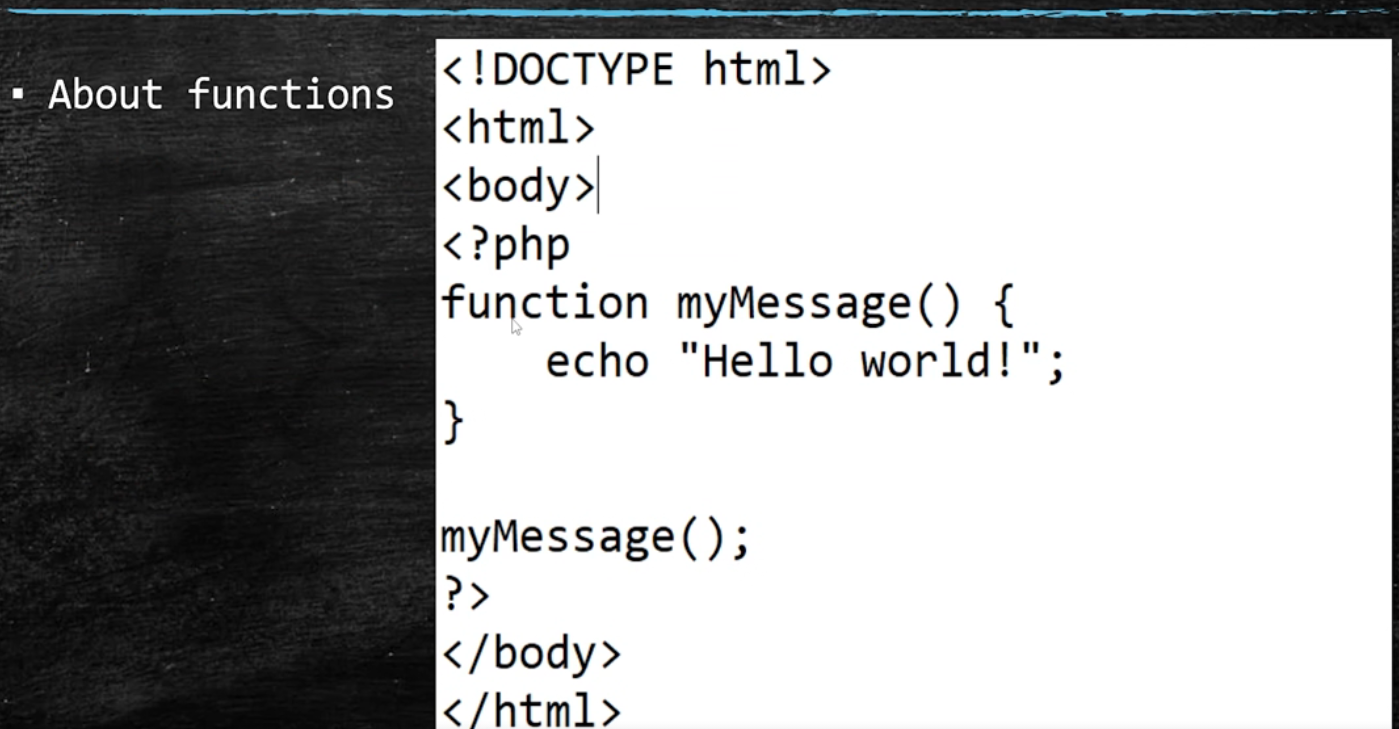 ▪ About functions
<!DOCTYPE html>
<html>
<body>
<?php
function myMessage() {
    echo "Hello world!";
}

myMessage();
?>
</body>
</html>